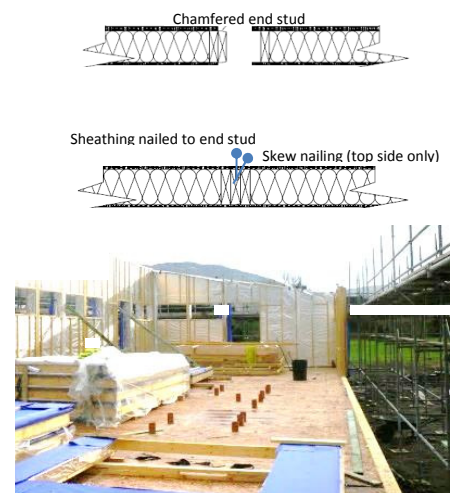 Chamfered end stud
Sheathing nailed to end stud
Skew nailing (top side only)